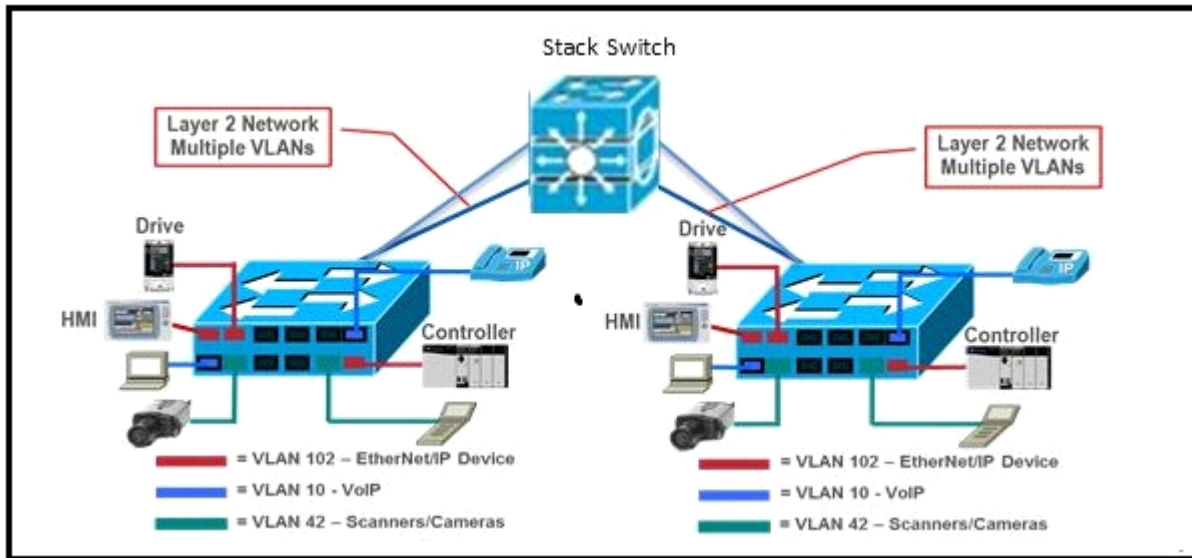 Stack Switch
Layer 2 Network
Multiple VLANs
Layer 2 Network
Multiple VLANs
Drive
IP
HMI
Controller
= VLAN 102 – EtherNet/IP Device
= VLAN 10 - VoIP
= VLAN 42 – Scanners/Cameras
Drive
IP
HMI
Controller
= VLAN 102 – EtherNet/IP Device
= VLAN 10 - VoIP
= VLAN 42 – Scanners/Cameras